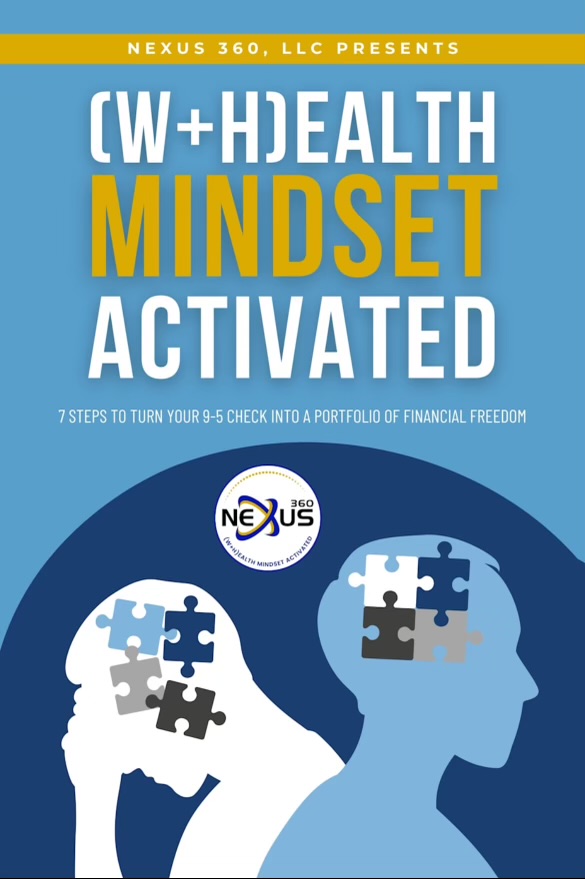 NEXUS 360, LLC PRESENTS
(W+H)EALTH
MINDSET
ACTIVATED
7 STEPS TO TURN YOUR 9-5 CHECK INTO A PORTFOLIO OF FINANCIAL FREEDOM
360
NEXUS
(W+H)EALTH MINDSET ACTIVATED